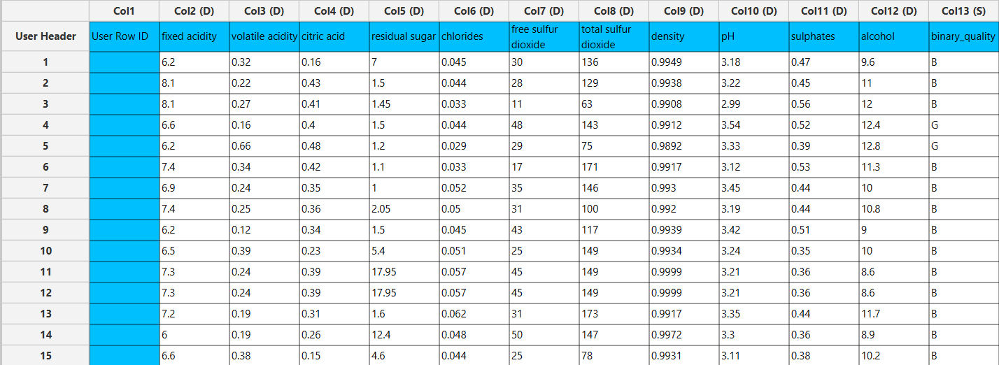 Col1 Col2 (D) Col3 (D) Col4 (D) Col5 (D) Col6 (D) Col7 (D) Col8 (D) Col9 (D) Col10 (D) Col11 (D) Col12 (D) Col13 (S)
User Header User Row ID fixed acidity volatile acidity citric acid residual sugar chlorides free sulfur dioxide total sulfur dioxide density pH sulphates alcohol binary_quality
1 6.2 0.32 0.16 7 0.045 30 136 0.9949 3.18 0.47 9.6 B
2 8.1 0.22 0.43 1.5 0.044 28 129 0.9938 3.22 0.45 11 B
3 8.1 0.27 0.41 1.45 0.033 11 63 0.9908 2.99 0.56 12 B
4 6.6 0.16 0.4 1.5 0.044 48 143 0.9912 3.54 0.52 12.4 G
5 6.2 0.66 0.48 1.2 0.029 29 75 0.9892 3.33 0.39 12.8 G
6 7.4 0.34 0.42 1.1 0.033 17 171 0.9917 3.12 0.53 11.3 B
7 6.9 0.24 0.35 1 0.052 35 146 0.993 3.45 0.44 10 B
8 7.4 0.25 0.36 2.05 0.05 31 100 0.992 3.19 0.44 10.8 B
9 6.2 0.12 0.34 1.5 0.045 43 117 0.9939 3.42 0.51 9 B
10 6.5 0.39 0.23 5.4 0.051 25 149 0.9934 3.24 0.35 10 B
11 7.3 0.24 0.39 17.95 0.057 45 149 0.9999 3.21 0.36 8.6 B
12 7.3 0.24 0.39 17.95 0.057 45 149 0.9999 3.21 0.36 8.6 B
13 7.2 0.19 0.31 1.6 0.062 31 173 0.9917 3.35 0.44 11.7 B
14 6 0.19 0.26 12.4 0.048 50 147 0.9972 3.3 0.36 8.9 B
15 6.6 0.38 0.15 4.6 0.044 25 78 0.9931 3.11 0.38 10.2 B